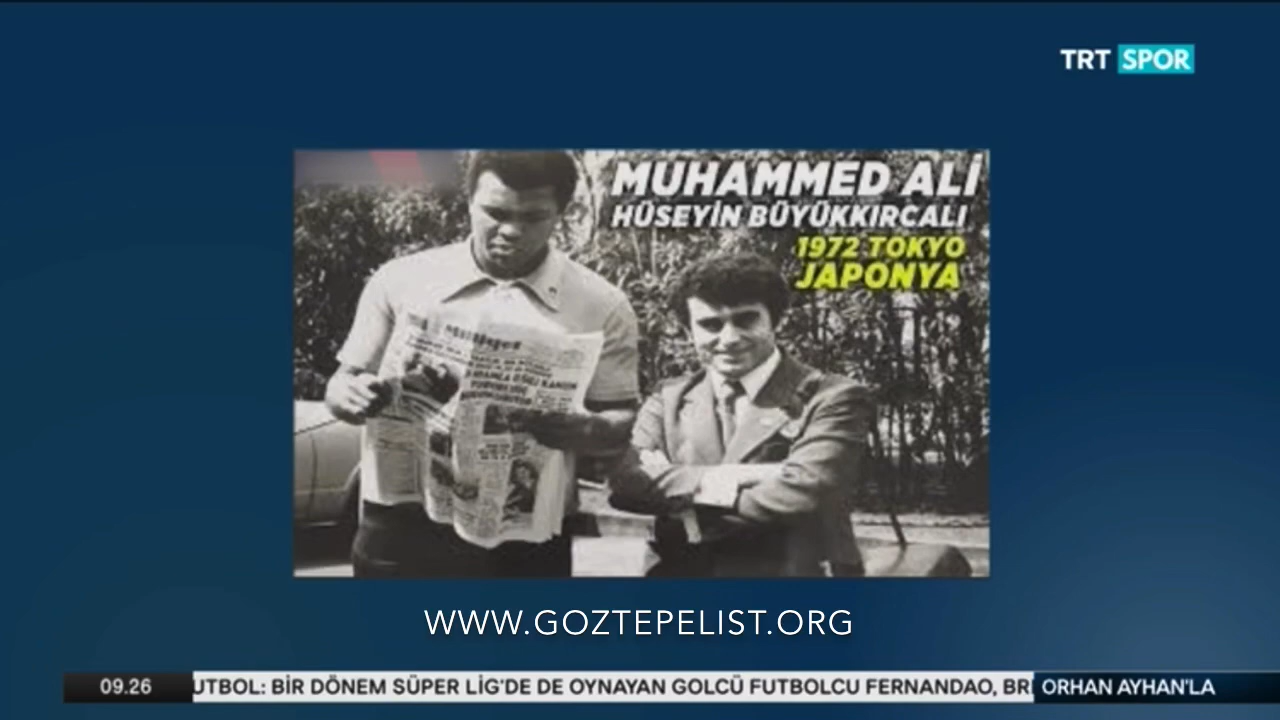 TRT SPOR
MUHAMMED ALİ
HÜSEYİN BÜYÜKKIRCALI
1972 TOKYO
JAPONYA
WWW.GOZTEPELIST.ORG
09.26 UTBOL: BİR DÖNEM SÜPER LİG'DE DE OYNAYAN GOLCÜ FUTBOLCU FERNANDAO, BR ORHAN AYHAN'LA